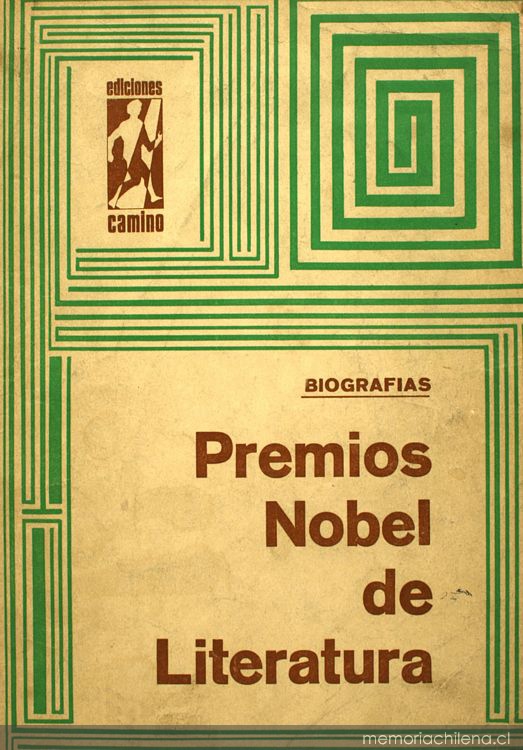 ediciones
camino
BIOGRAFIAS
Premios
Nobel
de
Literatura
memoriachilena.cl